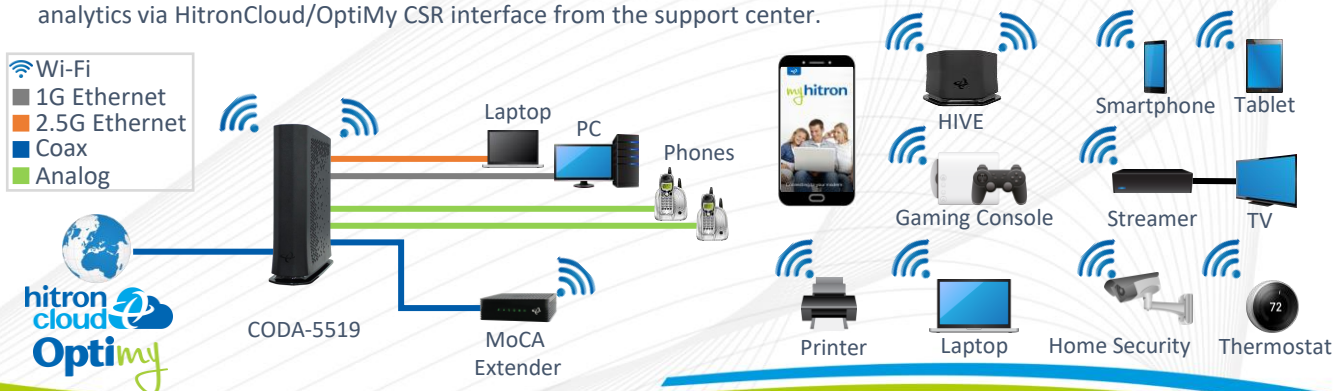 analytics via HitronCloud/OptiMy CSR interface from the support center.
Wi-Fi
1G Ethernet
2.5G Ethernet
Coax
Analog
Laptop
PC
Phones
myhitron
HIVE
Smartphone
Tablet
Gaming Console
Streamer
TV
hitron
cloud
Optimy
CODA-5519
MoCA
Extender
Printer
Laptop
Home Security
72
Thermostat